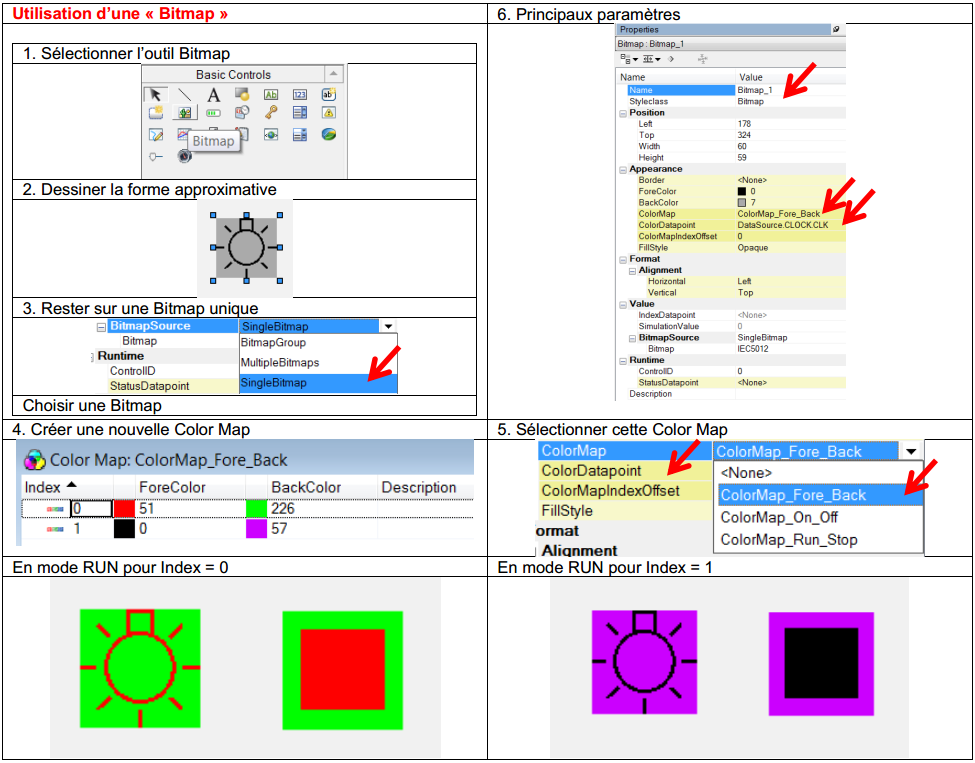 Utilisation d'une « Bitmap »
1. Sélectionner l'outil Bitmap
Basic Controls
A
Ab
123
ab
Bitmap
2. Dessiner la forme approximative
3. Rester sur une Bitmap unique
BitmapSource SingleBitmap
Bitmap BitmapGroup
Runtime
ControlID MultipleBitmaps
StatusDatapoint SingleBitmap
Choisir une Bitmap
6. Principaux paramètres
Properties
Bitmap : Bitmap_1
Name Value
Name Bitmap_1
Styleclass Bitmap
Position
Left 178
Top 324
Width 60
Height 59
Appearance
Border <None>
ForeColor 0
BackColor 7
ColorMap ColorMap_Fore_Back
ColorDatapoint DataSource.CLOCK.CLK
ColorMapIndexOffset 0
FillStyle Opaque
Format
Alignment
Horizontal Left
Vertical Top
Value
IndexDatapoint <None>
SimulationValue 0
BitmapSource SingleBitmap
Bitmap IEC5012
Runtime
ControlID 0
StatusDatapoint <None>
Description
4. Créer une nouvelle Color Map
Color Map: ColorMap_Fore_Back
Index ForeColor BackColor Description
0 51 226
1 0 57
5. Sélectionner cette Color Map
ColorMap ColorMap_Fore_Back
ColorDatapoint <None>
ColorMapIndexOffset ColorMap_Fore_Back
FillStyle ColorMap_On_Off
ormat ColorMap_Run_Stop
Alignment
En mode RUN pour Index = 0
En mode RUN pour Index = 1